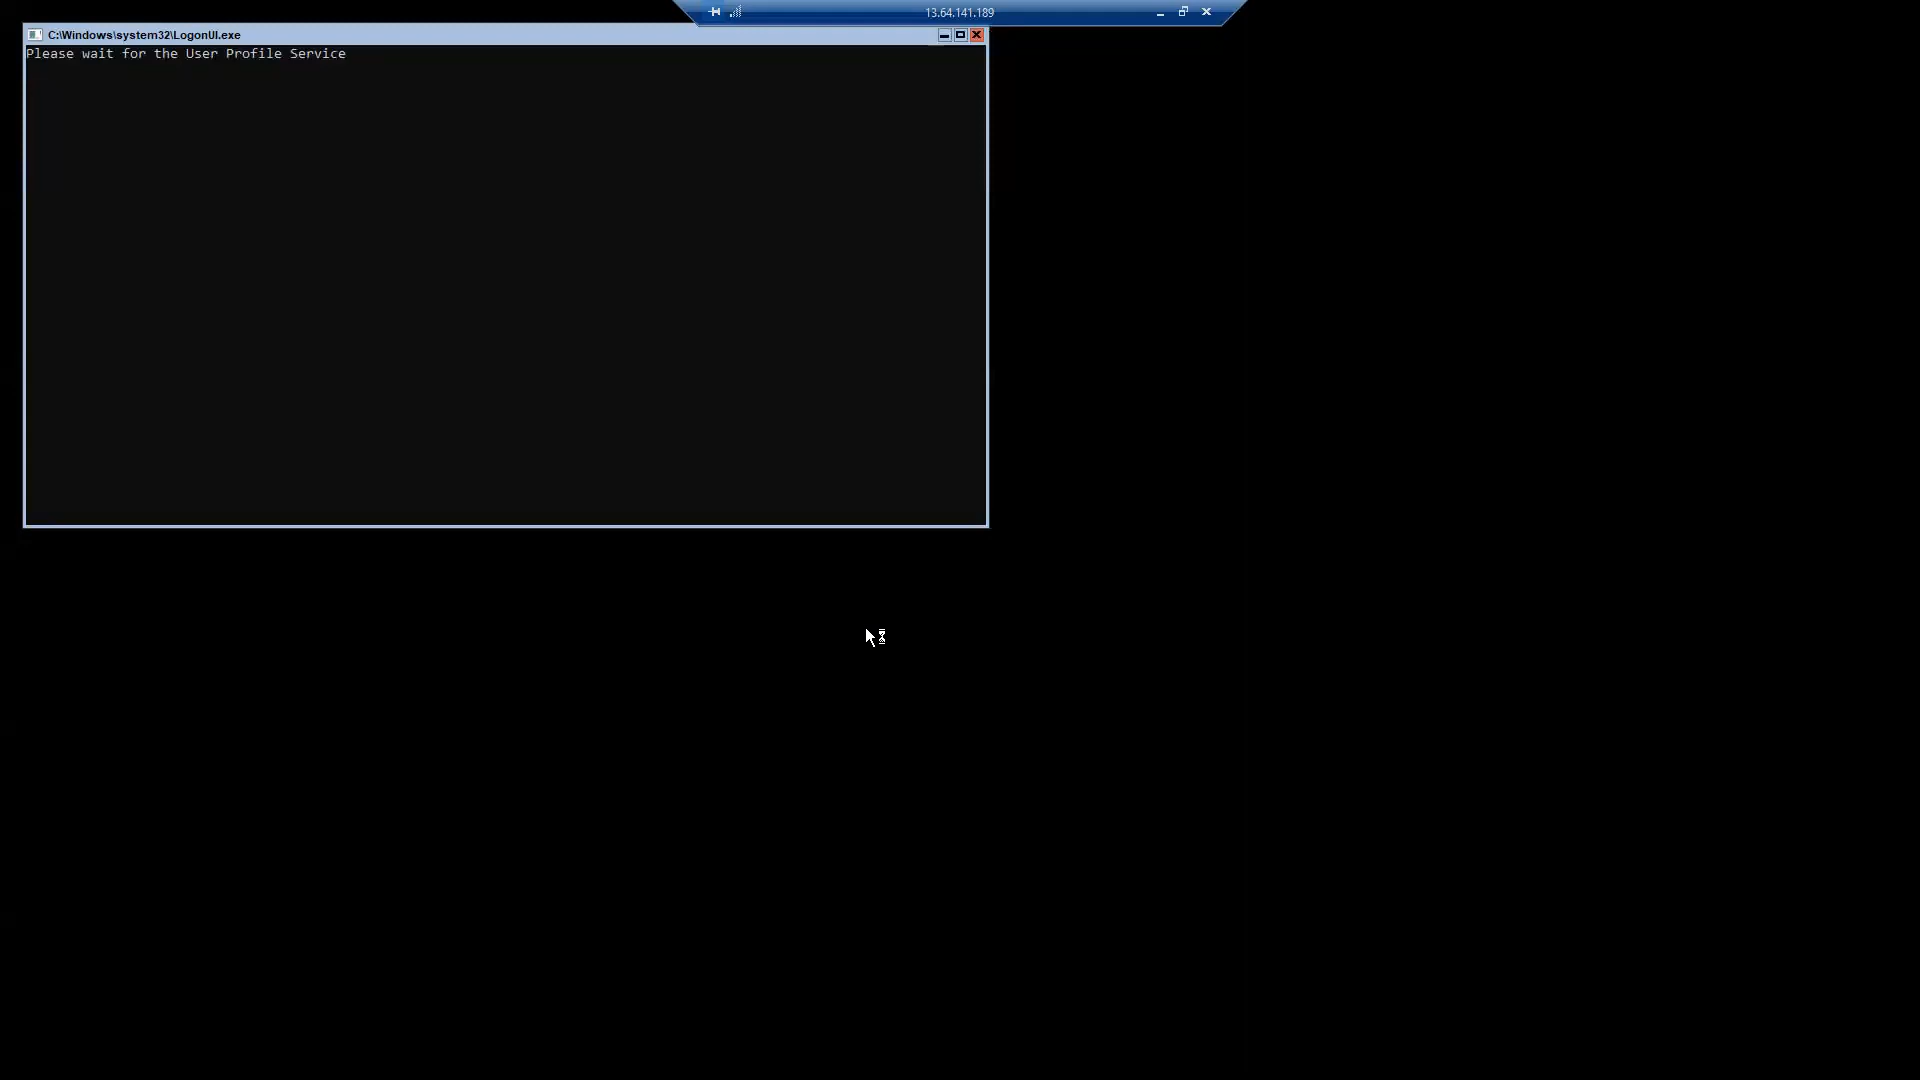 13.64.141.189
C:\Windows\system32\LogonUI.exe
Please wait for the User Profile Service